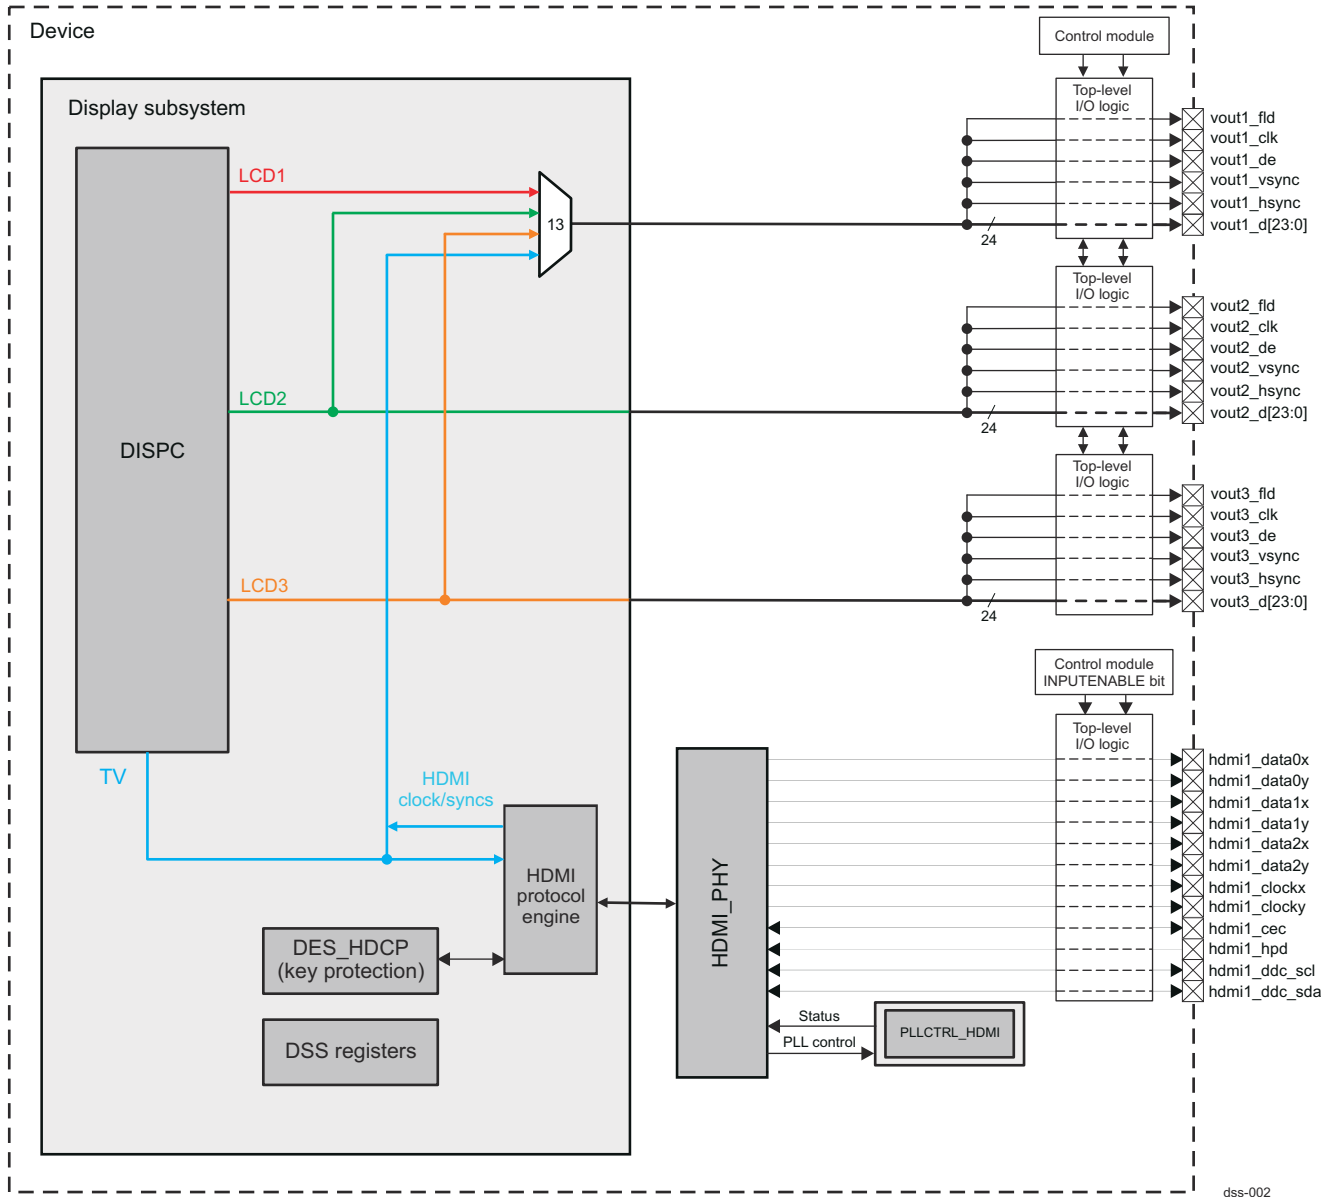 Device
Control module
Display subsystem
Top-level
I/O logic
vout1_fld
vout1_clk
vout1_de
vout1_vsync
vout1_hsync
vout1_d[23:0]
24
LCD1
13
Top-level
I/O logic
vout2_fld
vout2_clk
vout2_de
vout2_vsync
vout2_hsync
vout2_d[23:0]
24
LCD2
DISPC
Top-level
I/O logic
vout3_fld
vout3_clk
vout3_de
vout3_vsync
vout3_hsync
vout3_d[23:0]
24
LCD3
Control module
INPUTENABLE bit
Top-level
I/O logic
TV
HDMI
clock/syncs
HDMI
protocol
engine
HDMI_PHY
hdmi1_data0x
hdmi1_data0y
hdmi1_data1x
hdmi1_data1y
hdmi1_data2x
hdmi1_data2y
hdmi1_clockx
hdmi1_clocky
hdmi1_cec
hdmi1_hpd
hdmi1_ddc_scl
hdmi1_ddc_sda
DES_HDCP
(key protection)
DSS registers
Status
PLL control
PLLCTRL_HDMI
dss-002